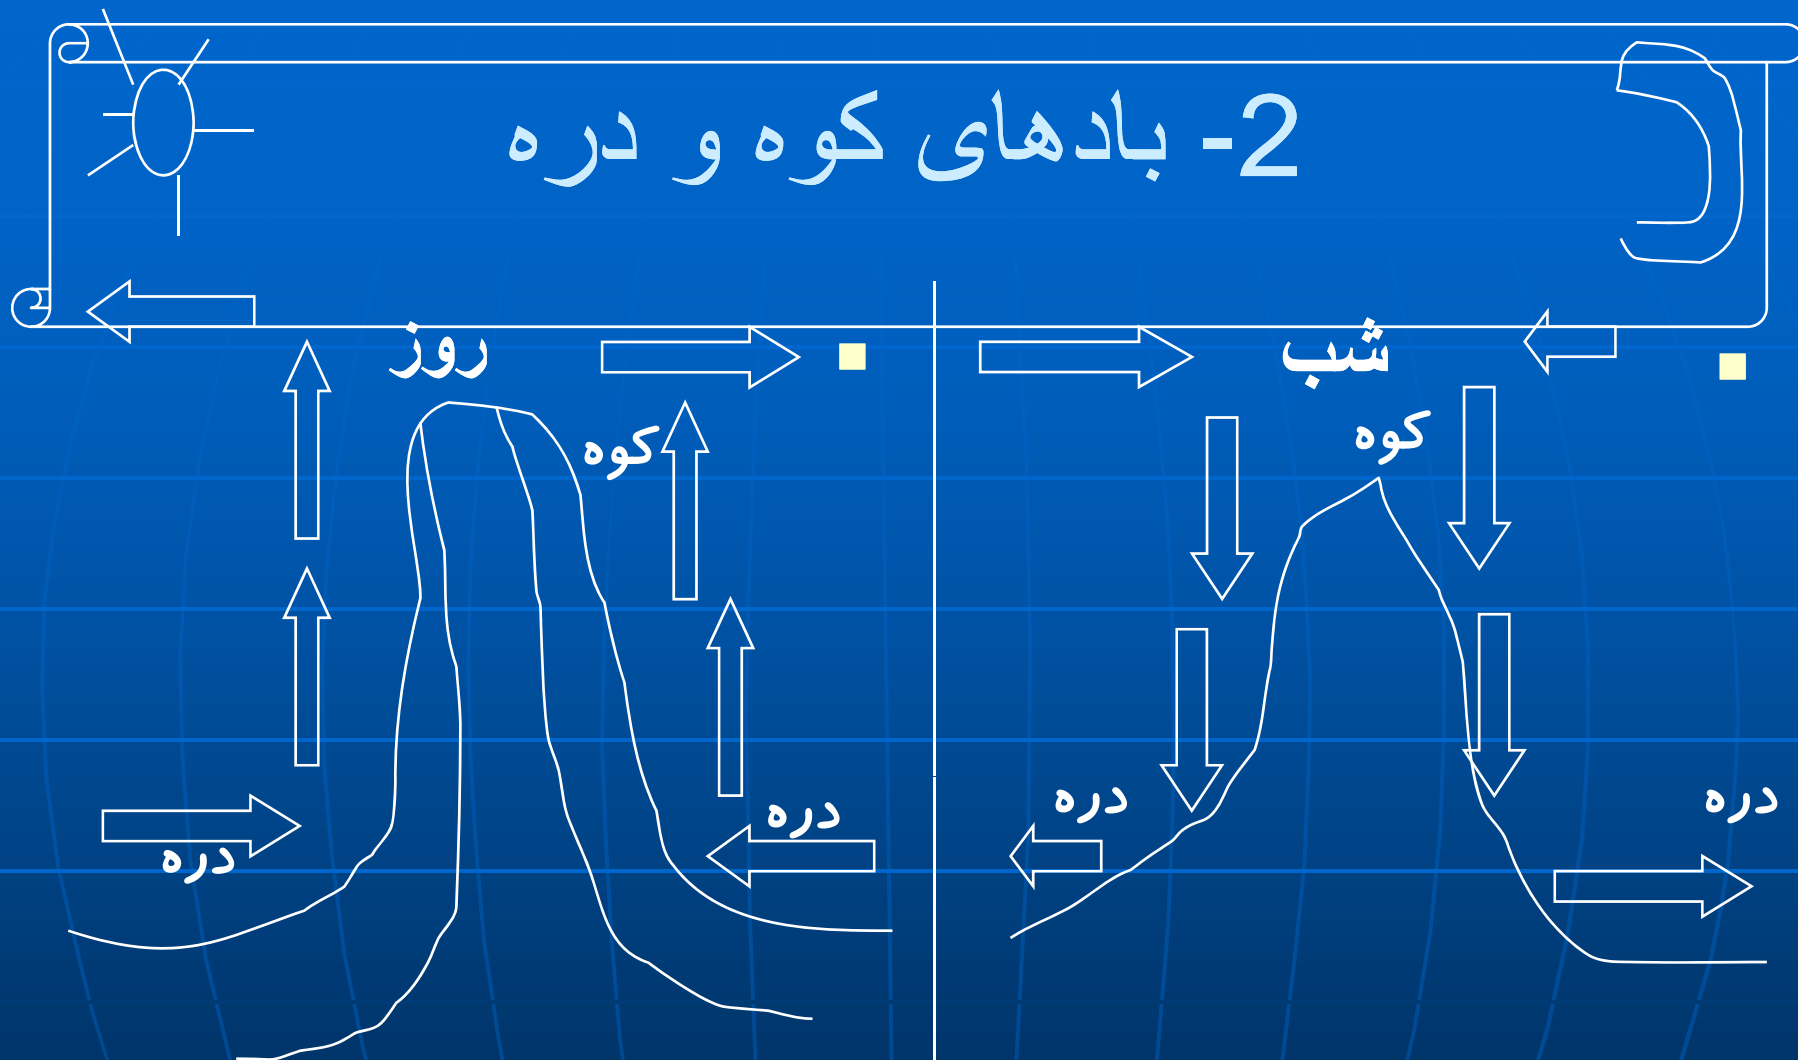 2- بادهای کوه و دره
شب
روز
کوه
کوه
دره
دره
دره
دره